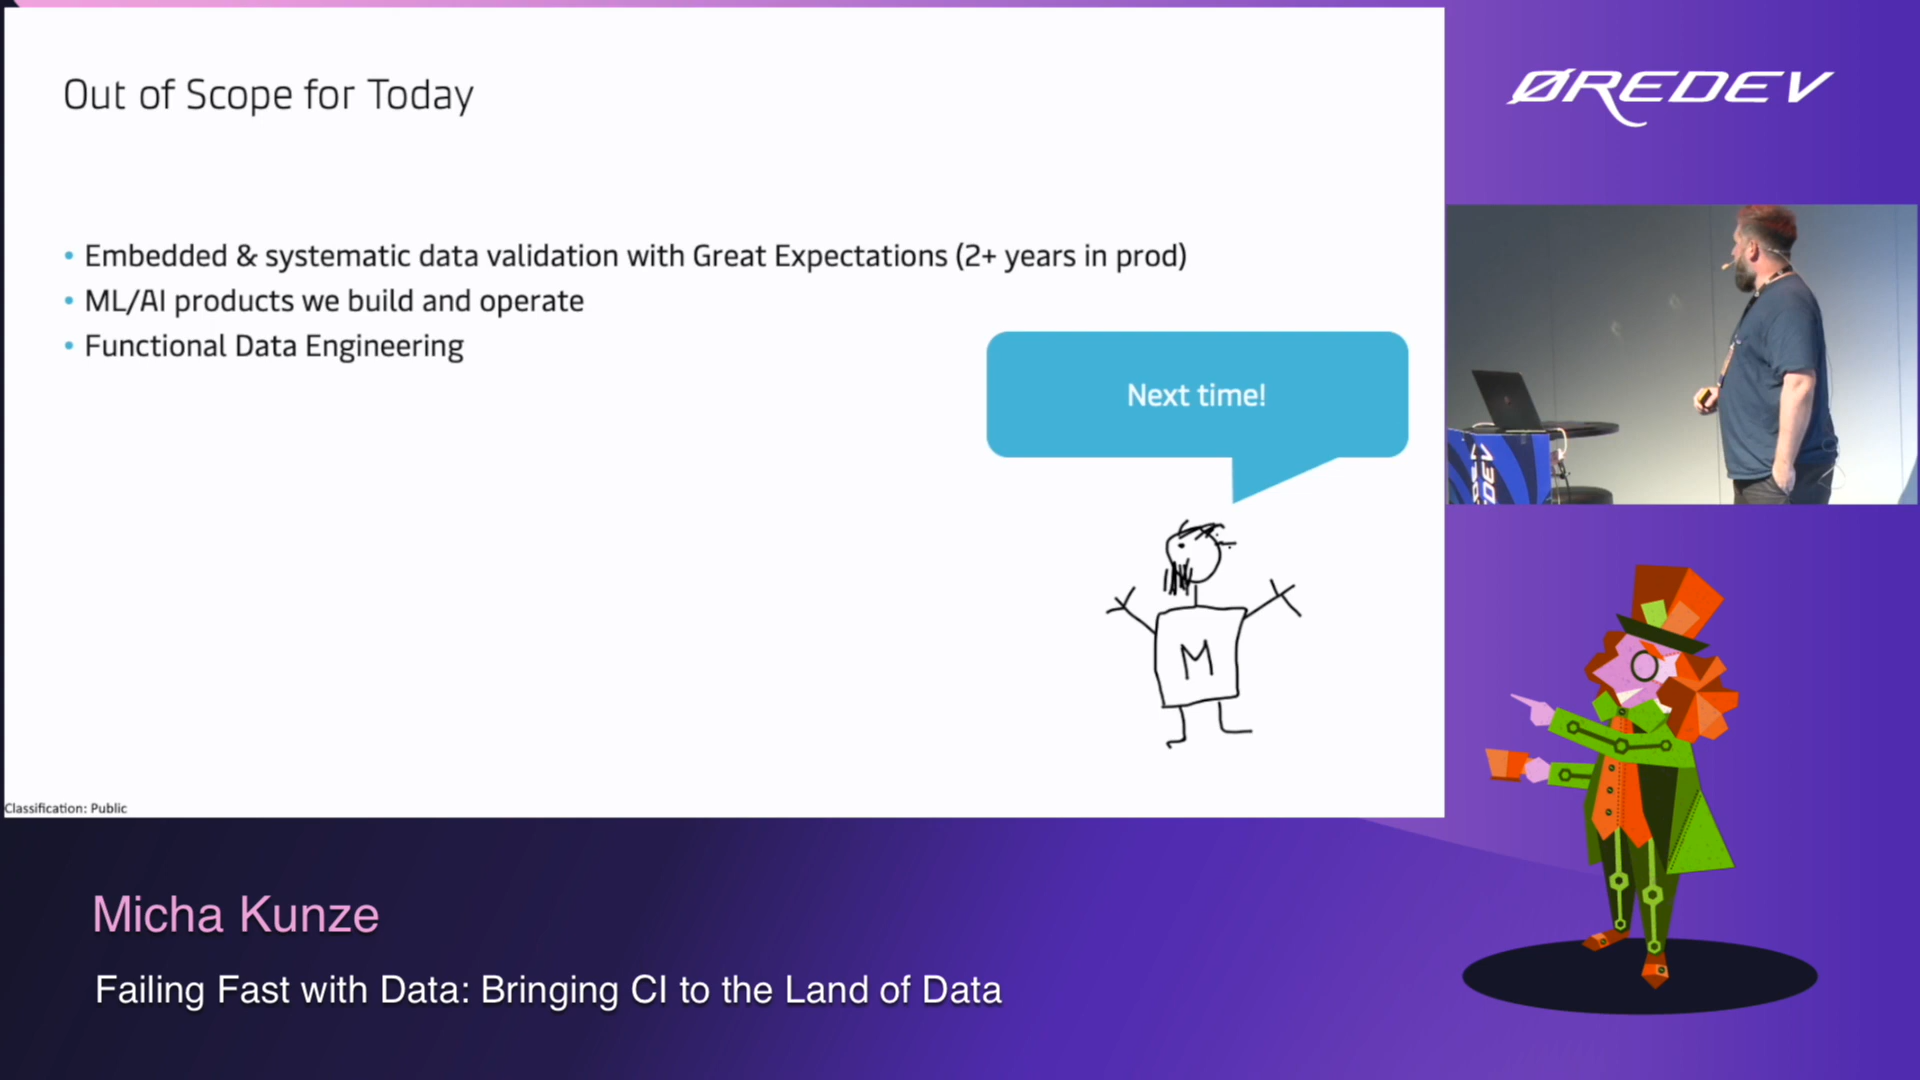 Out of Scope for Today
ØREDEV
• Embedded & systematic data validation with Great Expectations (2+ years in prod)
• ML/AI products we build and operate
• Functional Data Engineering
Next time!
M
Classification: Public
Micha Kunze
Failing Fast with Data: Bringing CI to the Land of Data